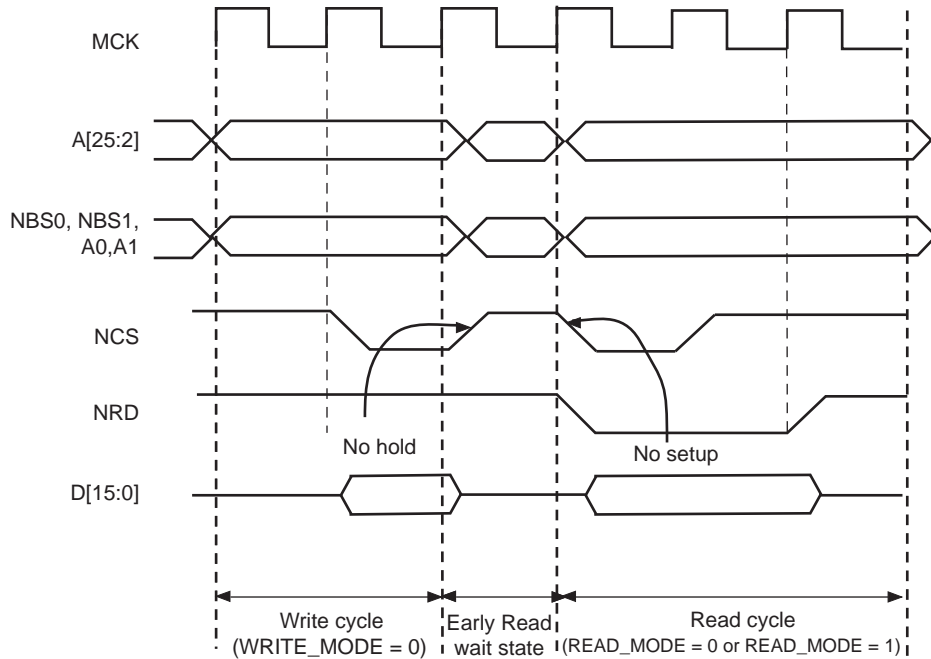 MCK
A[25:2]
NBS0, NBS1,
A0,A1
NCS
NRD
No hold
No setup
D[15:0]
Write cycle
(WRITE_MODE = 0)
Early Read
wait state
Read cycle
(READ_MODE = 0 or READ_MODE = 1)